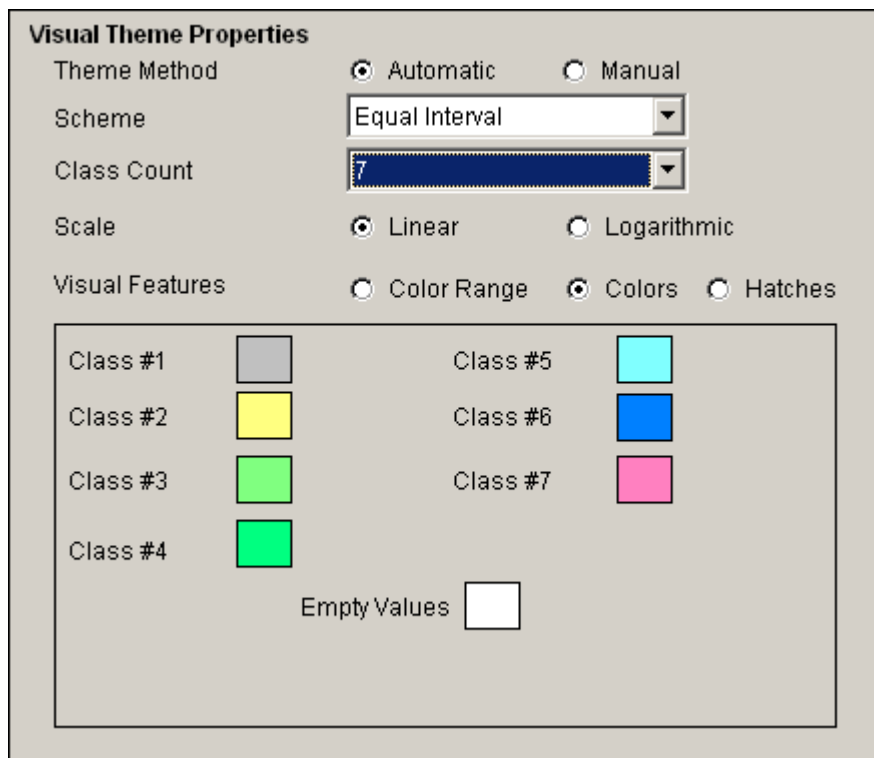 Visual Theme Properties
Theme Method Automatic Manual
Scheme Equal Interval
Class Count 7
Scale Linear Logarithmic
Visual Features Color Range Colors Hatches
Class #1 Class #5
Class #2 Class #6
Class #3 Class #7
Class #4
Empty Values